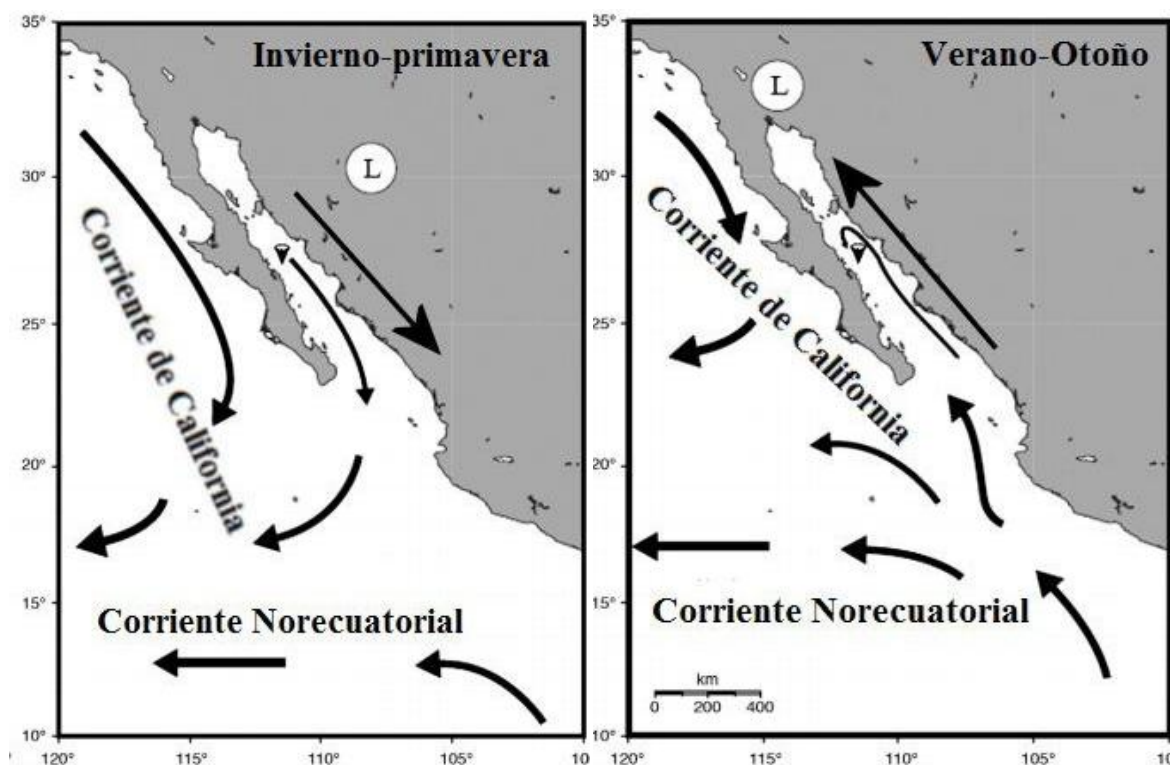 Invierno-primavera
L
Corriente de California
Corriente Norecuatorial
35°
30°
25°
20°
15°
10°
120°
115°
110°
105°
10
Verano-Otoño
L
Corriente de California
Corriente Norecuatorial
km
0 200 400
35°
30°
25°
20°
15°
10°
120°
115°
110°
105°
10